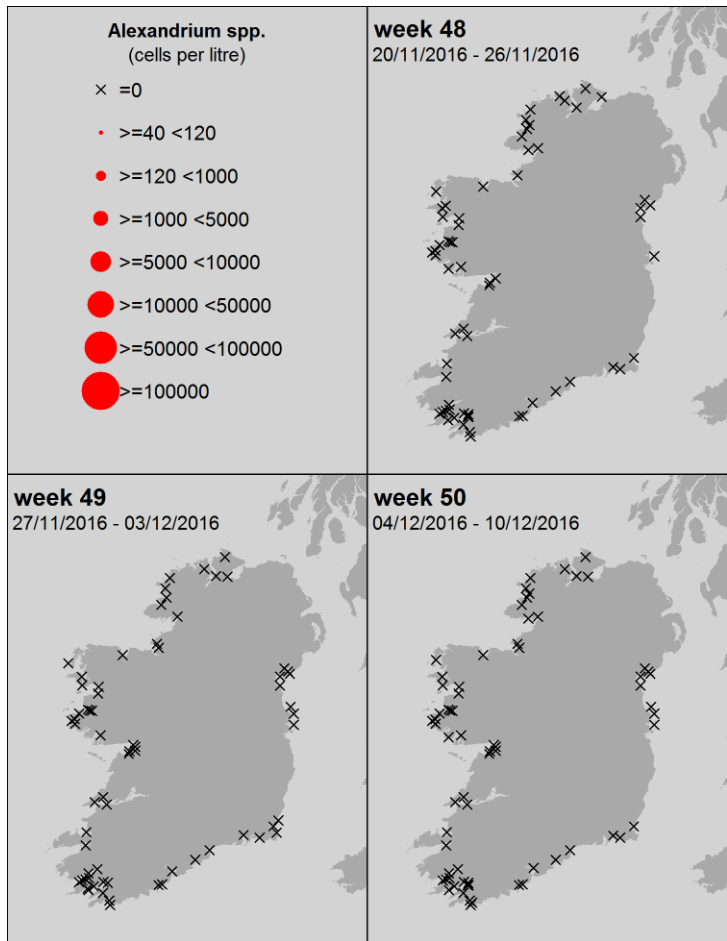 Alexandrium spp.
(cells per litre)
=0
>=40 <120
>=120 <1000
>=1000 <5000
>=5000 <10000
>=10000 <50000
>=50000 <100000
>=100000
week 48
20/11/2016 - 26/11/2016
week 49
27/11/2016 - 03/12/2016
week 50
04/12/2016 - 10/12/2016